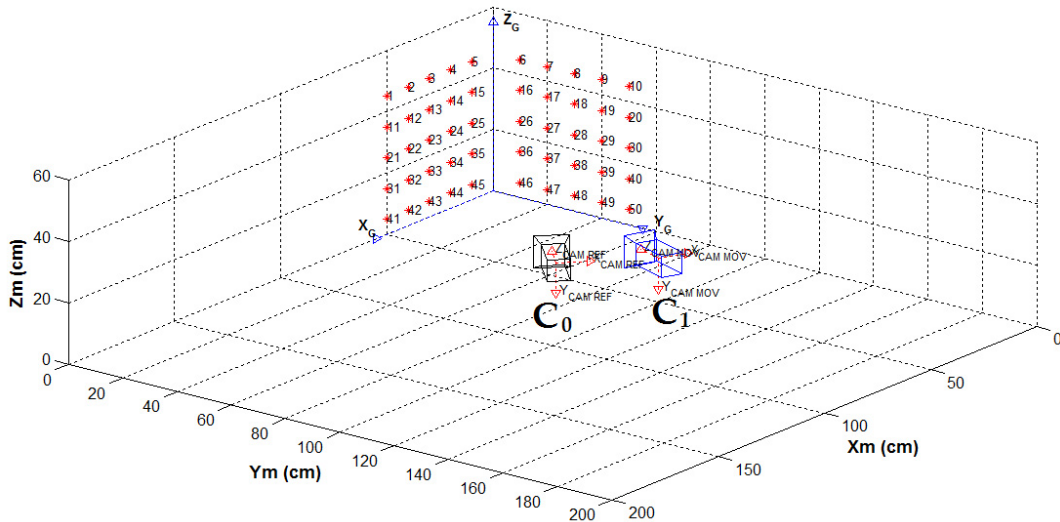 Z_G
1 2 3 4 5 6 7 8 9 10
11 12 13 14 15 16 17 18 19 20
21 22 23 24 25 26 27 28 29 30
31 32 33 34 35 36 37 38 39 40
41 42 43 44 45 46 47 48 49 50
X_G
Y_G
Z_CAM REF
X_CAM REF
Y_CAM REF
Z_CAM MOV
X_CAM MOV
Y_CAM MOV
C_0
C_1
Zm (cm)
60
40
20
0
Ym (cm)
0 20 40 60 80 100 120 140 160 180 200
Xm (cm)
200 150 100 50 0